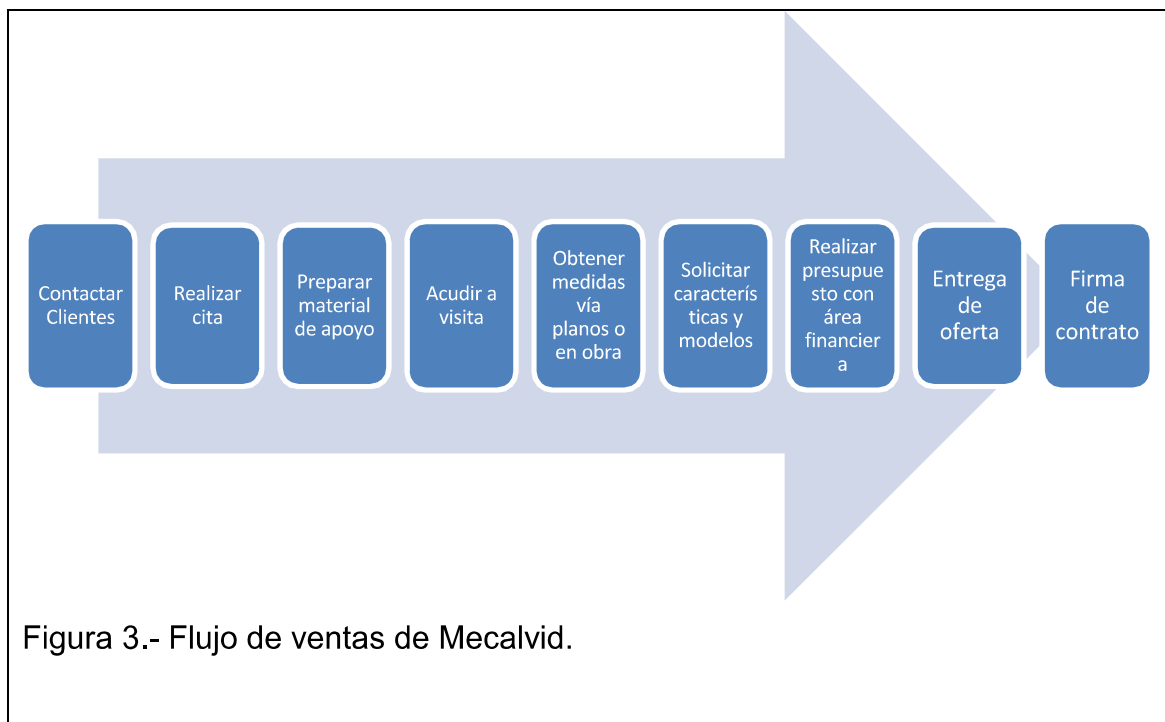 Contactar
Clientes
Realizar
cita
Preparar
material
de apoyo
Acudir a
visita
Obtener
medidas
vía
planos o
en obra
Solicitar
caracterís
ticas y
modelos
Realizar
presupue
sto con
área
financier
a
Entrega
de
oferta
Firma
de
contrato
Figura 3.- Flujo de ventas de Mecalvid.